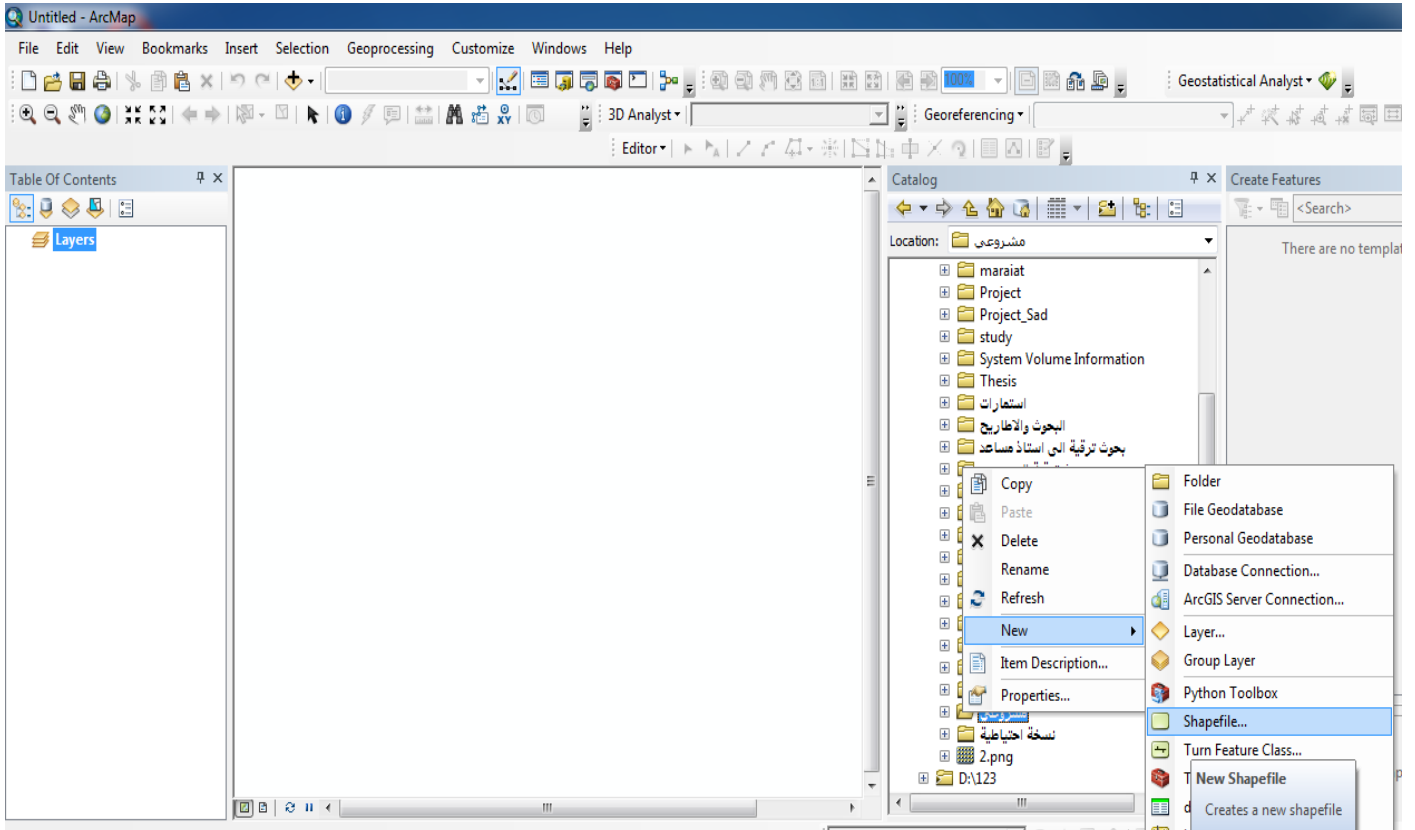 Untitled - ArcMap
File Edit View Bookmarks Insert Selection Geoprocessing Customize Windows Help
100%
Geostatistical Analyst
3D Analyst
Georeferencing
Editor
Table Of Contents
Layers
Catalog
Location: مشروعي
maraiat
Project
Project_Sad
study
System Volume Information
Thesis
استمارات
البحوث والاطاريح
بحوث ترقية الى استاذ مساعد
نسخة احتياطية
2.png
D:\123
Copy
Paste
Delete
Rename
Refresh
New
Item Description...
Properties...
Folder
File Geodatabase
Personal Geodatabase
Database Connection...
ArcGIS Server Connection...
Layer...
Group Layer
Python Toolbox
Shapefile...
Turn Feature Class...
New Shapefile
Creates a new shapefile
Create Features
<Search>
There are no templat